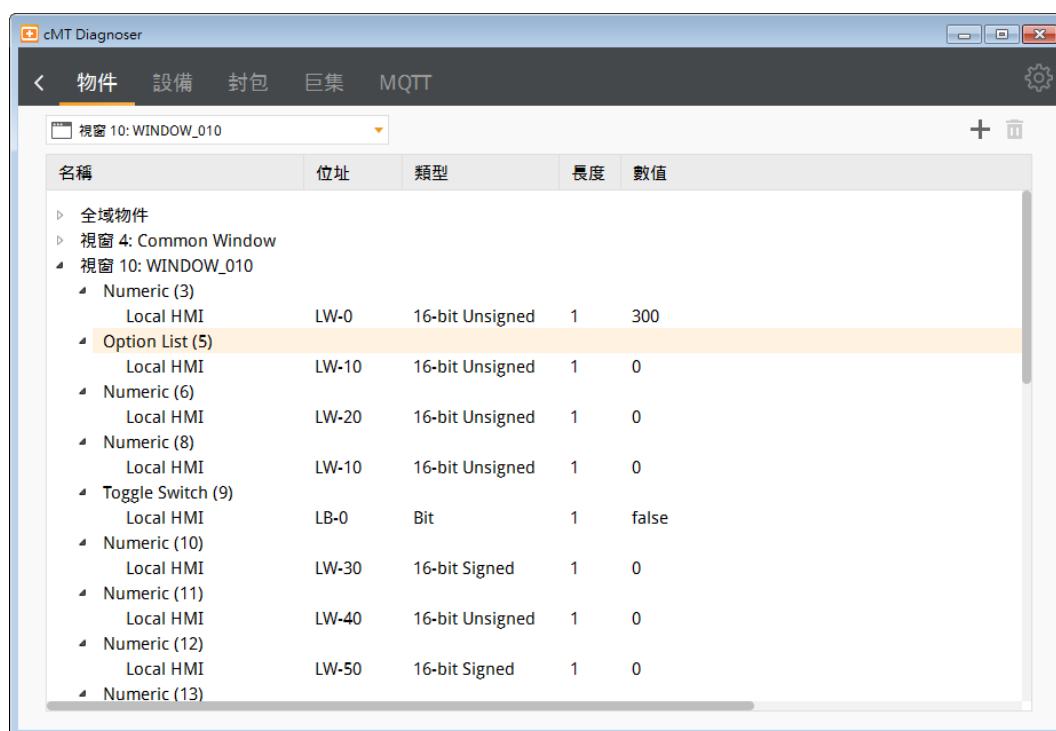 cMT Diagnoser
物件 設備 封包 巨集 MQTT
視窗 10: WINDOW_010
名稱 位址 類型 長度 數值
全域物件
視窗 4: Common Window
視窗 10: WINDOW_010
Numeric (3)
Local HMI LW-0 16-bit Unsigned 1 300
Option List (5)
Local HMI LW-10 16-bit Unsigned 1 0
Numeric (6)
Local HMI LW-20 16-bit Unsigned 1 0
Numeric (8)
Local HMI LW-10 16-bit Unsigned 1 0
Toggle Switch (9)
Local HMI LB-0 Bit 1 false
Numeric (10)
Local HMI LW-30 16-bit Signed 1 0
Numeric (11)
Local HMI LW-40 16-bit Unsigned 1 0
Numeric (12)
Local HMI LW-50 16-bit Signed 1 0
Numeric (13)